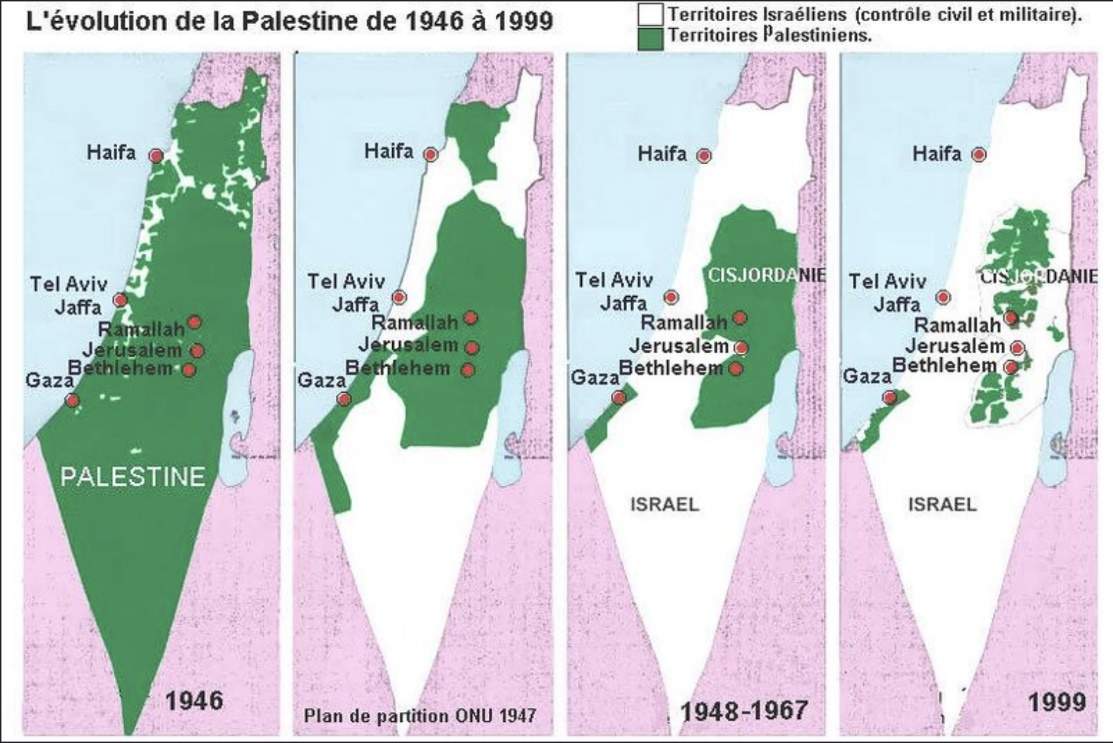 L'évolution de la Palestine de 1946 à 1999
Territoires Israéliens (contrôle civil et militaire).
Territoires Palestiniens.
Haifa
Tel Aviv
Jaffa
Ramallah
Jerusalem
Bethlehem
Gaza
PALESTINE
1946
Haifa
Tel Aviv
Jaffa
Ramallah
Jerusalem
Bethlehem
Gaza
Plan de partition ONU 1947
Haifa
CISJORDANIE
Tel Aviv
Jaffa
Ramallah
Jerusalem
Bethlehem
Gaza
ISRAEL
1948-1967
Haifa
CISJORDANIE
Tel Aviv
Jaffa
Ramallah
Jerusalem
Bethlehem
Gaza
ISRAEL
1999